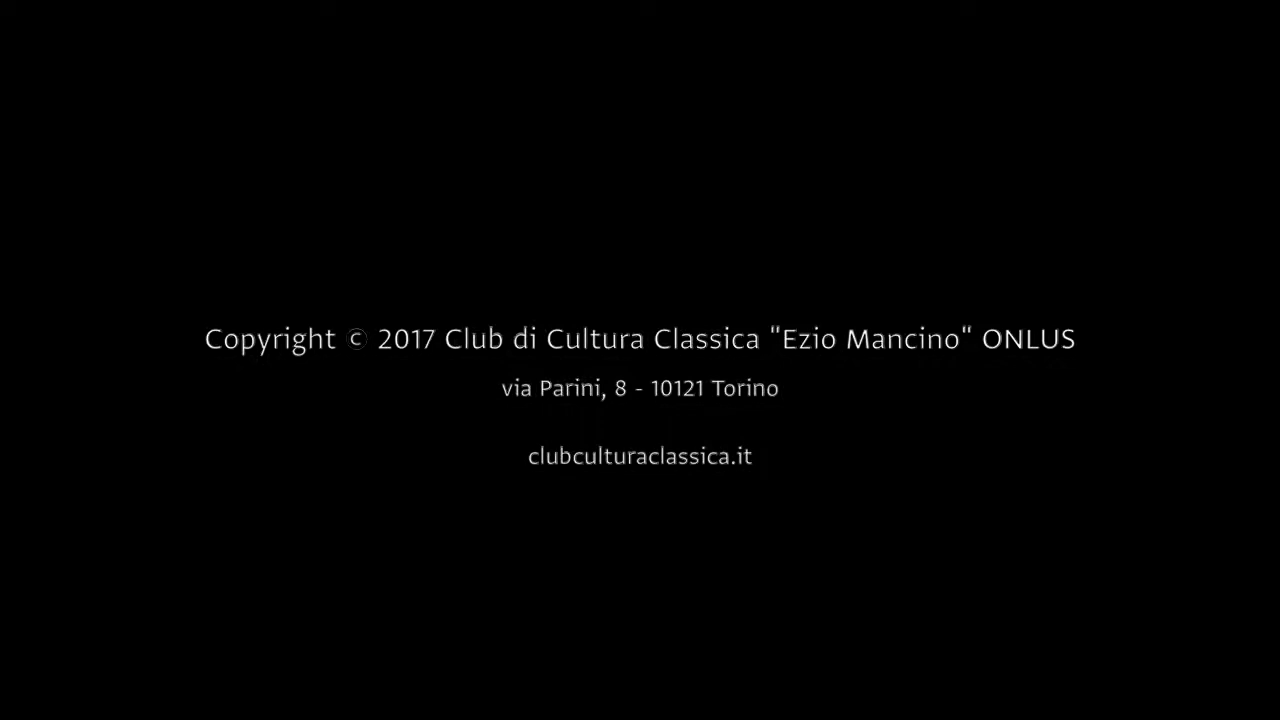 Copyright © 2017 Club di Cultura Classica "Ezio Mancino" ONLUS
via Parini, 8 - 10121 Torino
clubculturaclassica.it